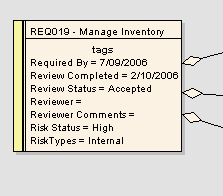 REQ019 - Manage Inventory
tags
Required By = 7/09/2006
Review Completed = 2/10/2006
Review Status = Accepted
Reviewer =
Reviewer Comments =
Risk Status = High
RiskTypes = Internal